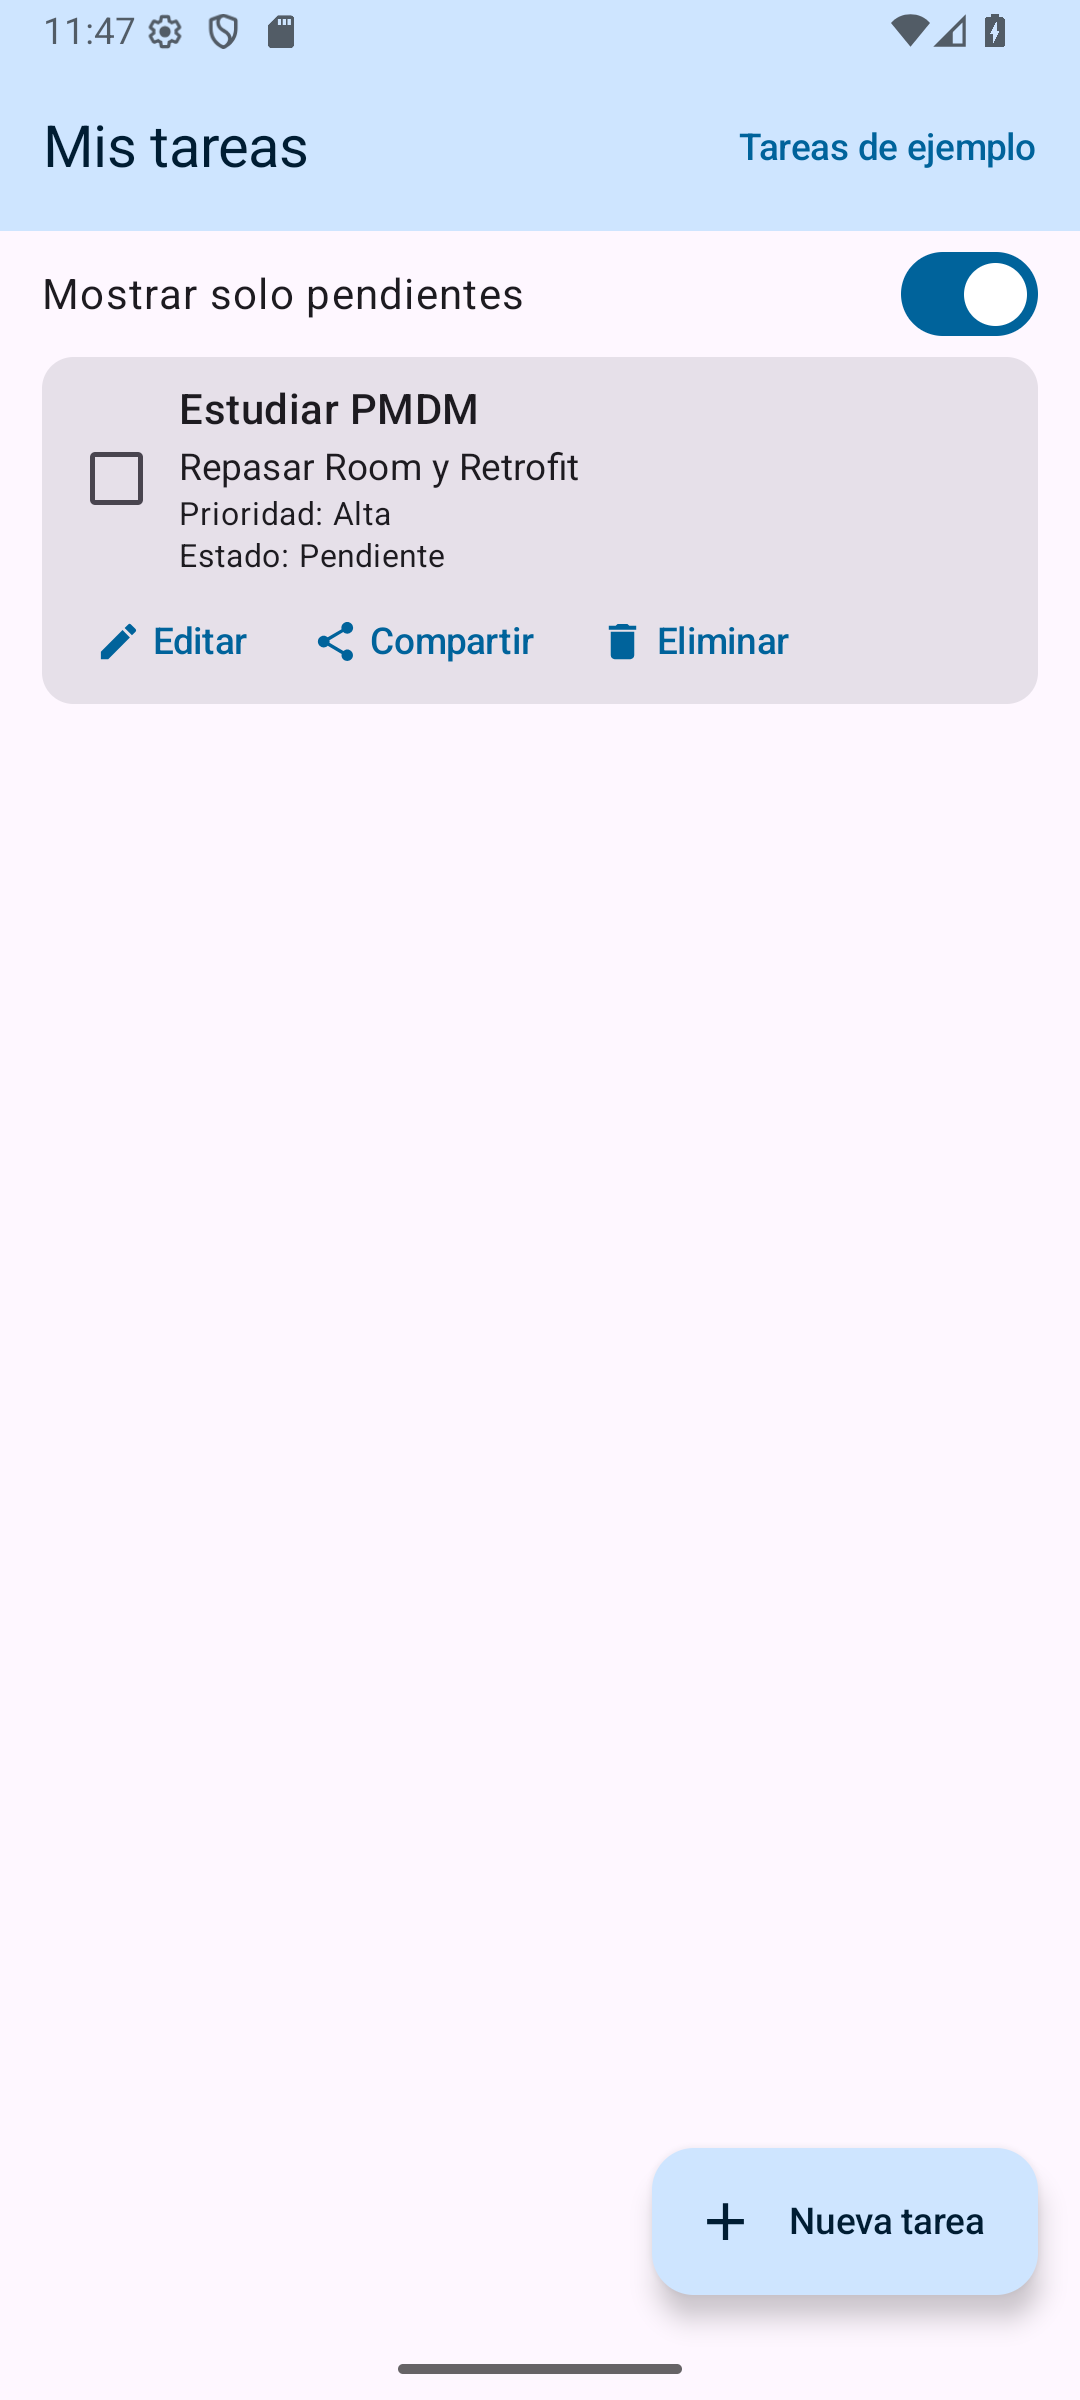 11:47
Mis tareas
Tareas de ejemplo
Mostrar solo pendientes
Estudiar PMDM
Repasar Room y Retrofit
Prioridad: Alta
Estado: Pendiente
Editar
Compartir
Eliminar
Nueva tarea